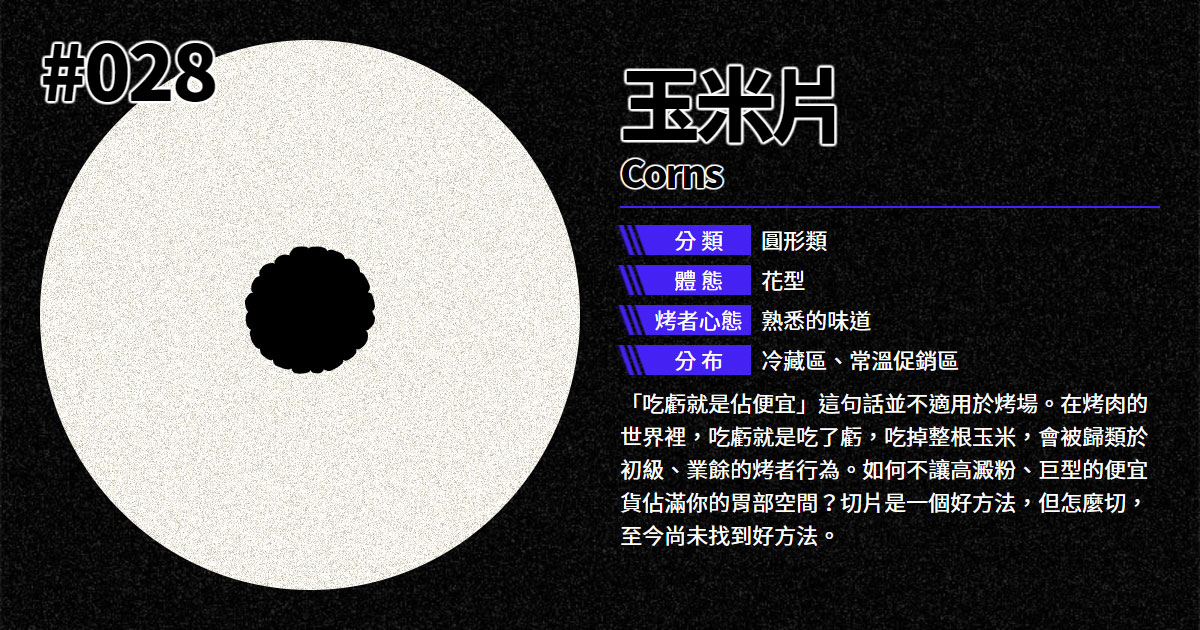 #028
玉米片
Corns
分類 圓形類
體態 花型
烤者心態 熟悉的味道
分布 冷藏區、常溫促銷區
「吃虧就是佔便宜」這句話並不適用於烤場。在烤肉的
世界裡，吃虧就是吃了虧，吃掉整根玉米，會被歸類於
初級、業餘的烤者行為。如何不讓高澱粉、巨型的便宜
貨佔滿你的胃部空間？切片是一個好方法，但怎麼切，
至今尚未找到好方法。